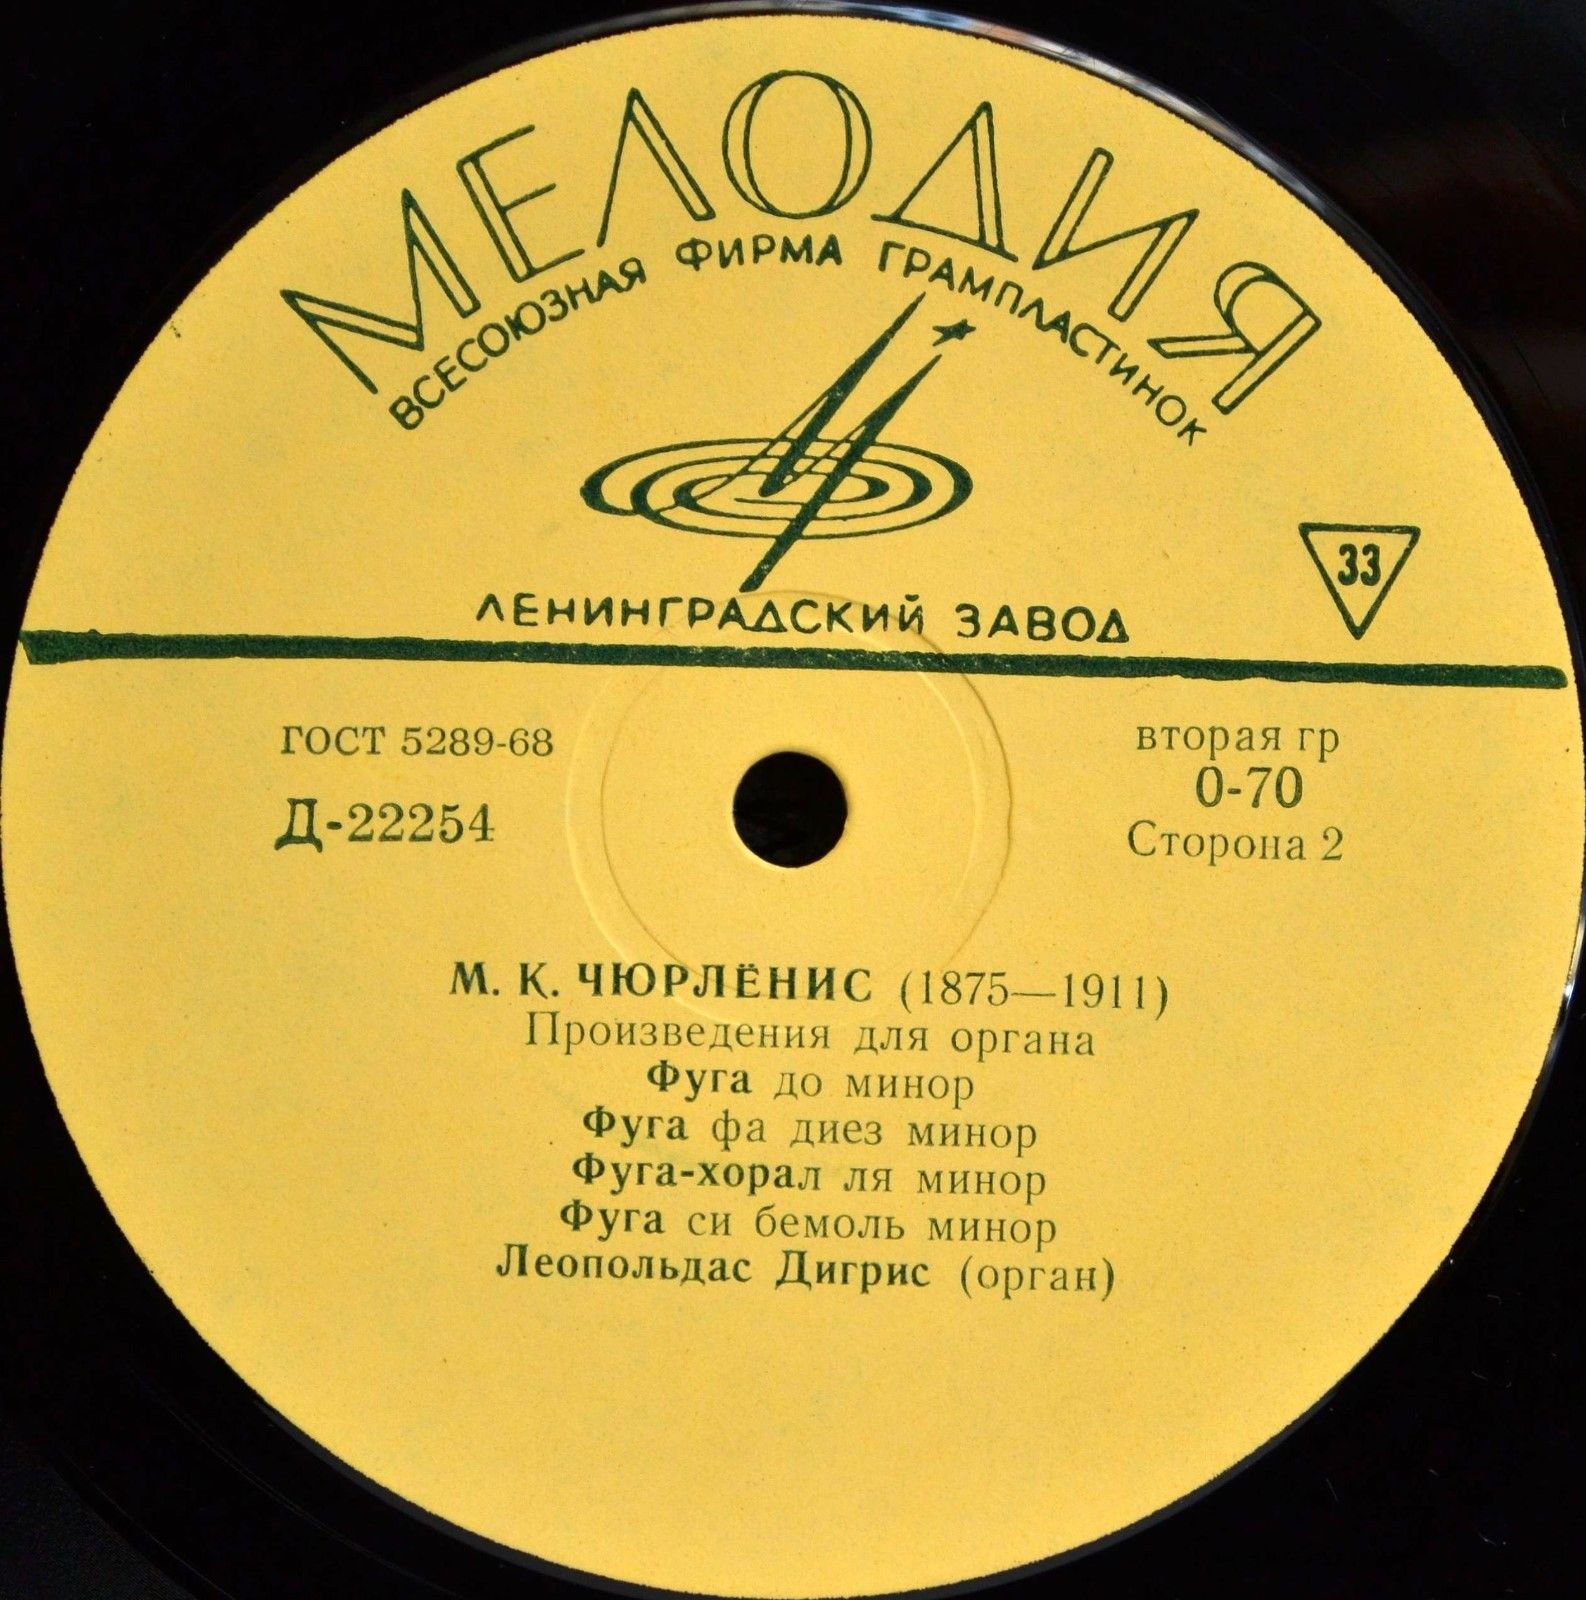 МЕЛОДИЯ
ВСЕСОЮЗНАЯ ФИРМА ГРАМПЛАСТИНОК
33
ЛЕНИНГРАДСКИЙ ЗАВОД
ГОСТ 5289-68
Д-22254
вторая гр
0-70
Сторона 2
М. К. ЧЮРЛЁНИС (1875—1911)
Произведения для органа
Фуга до минор
Фуга фа диез минор
Фуга-хорал ля минор
Фуга си бемоль минор
Леопольдас Дигрис (орган)